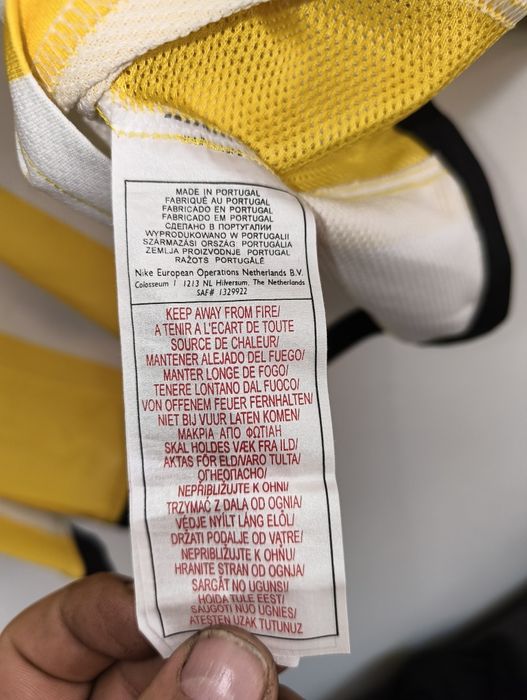 MADE IN PORTUGAL
FABRIQUÉ AU PORTUGAL
FABRICADO EN PORTUGAL
FABRICADO EM PORTUGAL
СДЕЛАНО В ПОРТУГАЛИИ
WYPRODUKOWANO W PORTUGALII
SZÁRMAZÁSI ORSZÁG PORTUGÁLIA
ZEMLJA PROIZVODNJE PORTUGAL
RAŽOTS PORTUGĀLĒ
Nike European Operations Netherlands B.V.
Colosseum 1 1213 NL Hilversum, The Netherlands
SAF# 1329922
KEEP AWAY FROM FIRE/
A TENIR A L'ECART DE TOUTE
SOURCE DE CHALEUR/
MANTENER ALEJADO DEL FUEGO/
MANTER LONGE DE FOGO/
TENERE LONTANO DAL FUOCO/
VON OFFENEM FEUER FERNHALTEN/
NIET BIJ VUUR LATEN KOMEN/
ΜΑΚΡΙΑ ΑΠΟ ΦΩΤΙΑΗ
SKAL HOLDES VÆK FRA ILD/
AKTAS FÖR ELD/VARO TULTA/
ОГНЕОПАСНО/
NEPRIBLIŽUJTE K OHNI/
TRZYMAĆ Z DALA OD OGNIA/
VÉDJE NYÍLT LÁNG ELŐL/
DRŽATI PODALJE OD VATRE/
NEPRIBLIŽUJTE K OHŇU/
HRANITE STRAN OD OGNJA/
SARGĀT NO UGUNS/
HOIDA TULE EEST/
SAUGOTI NUO UGNIES/
ATEŞTEN UZAK TUTUNUZ